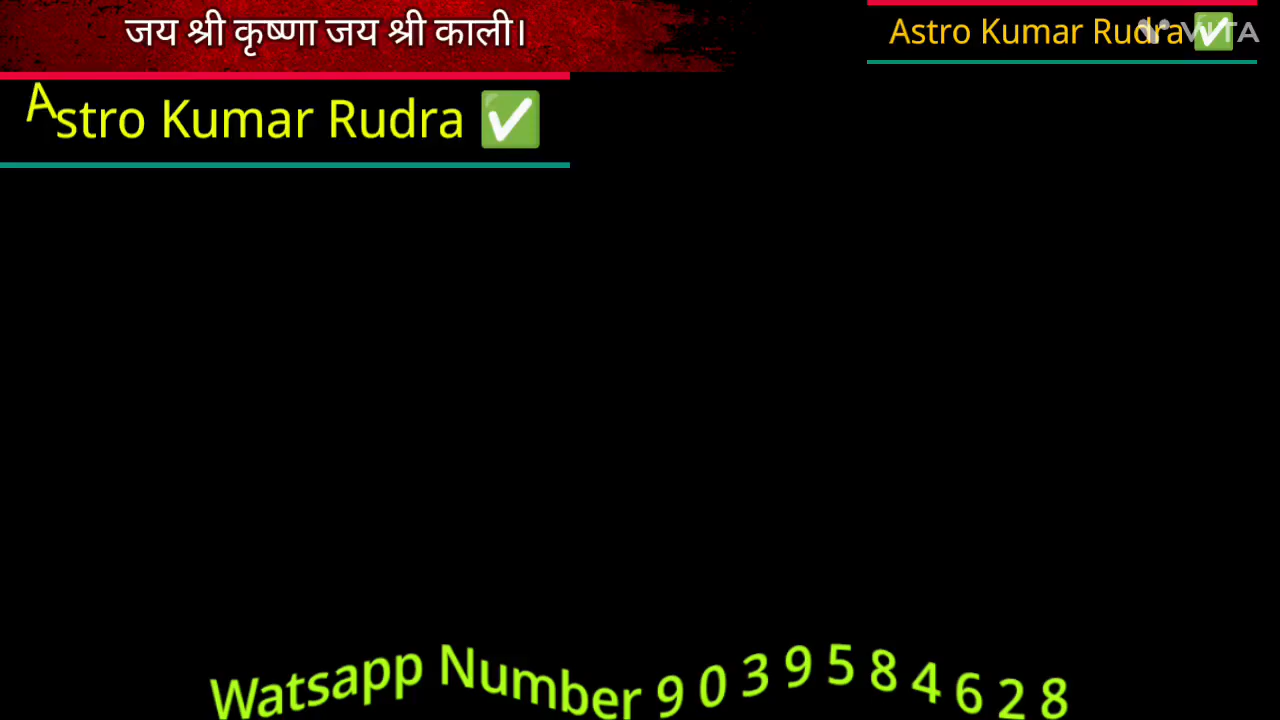 जय श्री कृष्णा जय श्री काली।
Astro Kumar Rudra ✅
VITA
Astro Kumar Rudra ✅
Watsapp Number 9 0 3 9 5 8 4 6 2 8